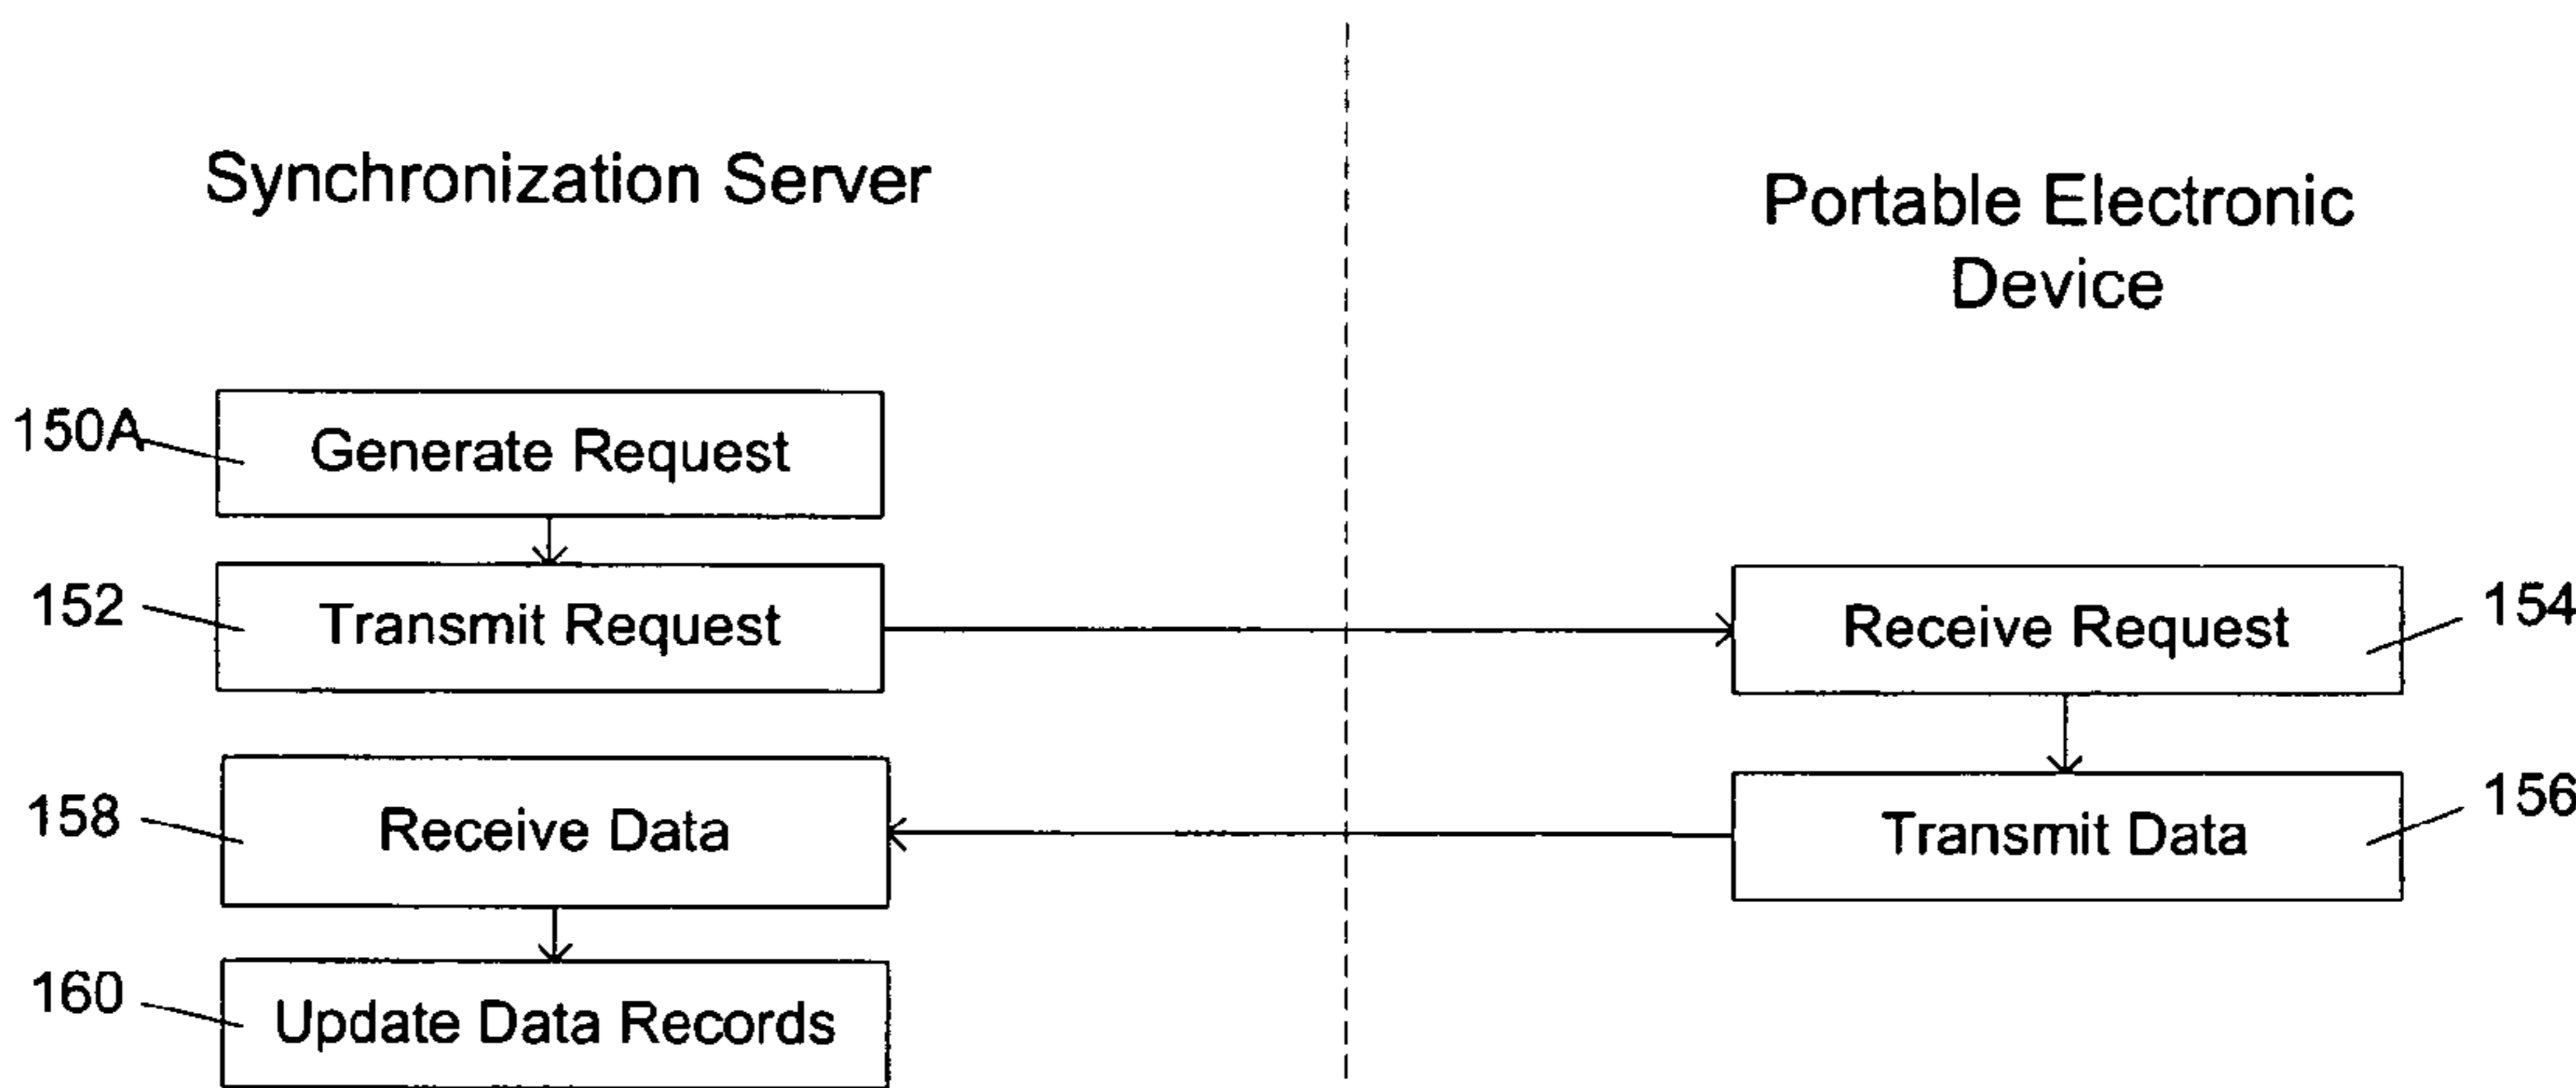 Synchronization Server
Portable Electronic
Device
150A
Generate Request
152
Transmit Request
Receive Request
154
158
Receive Data
Transmit Data
156
160
Update Data Records